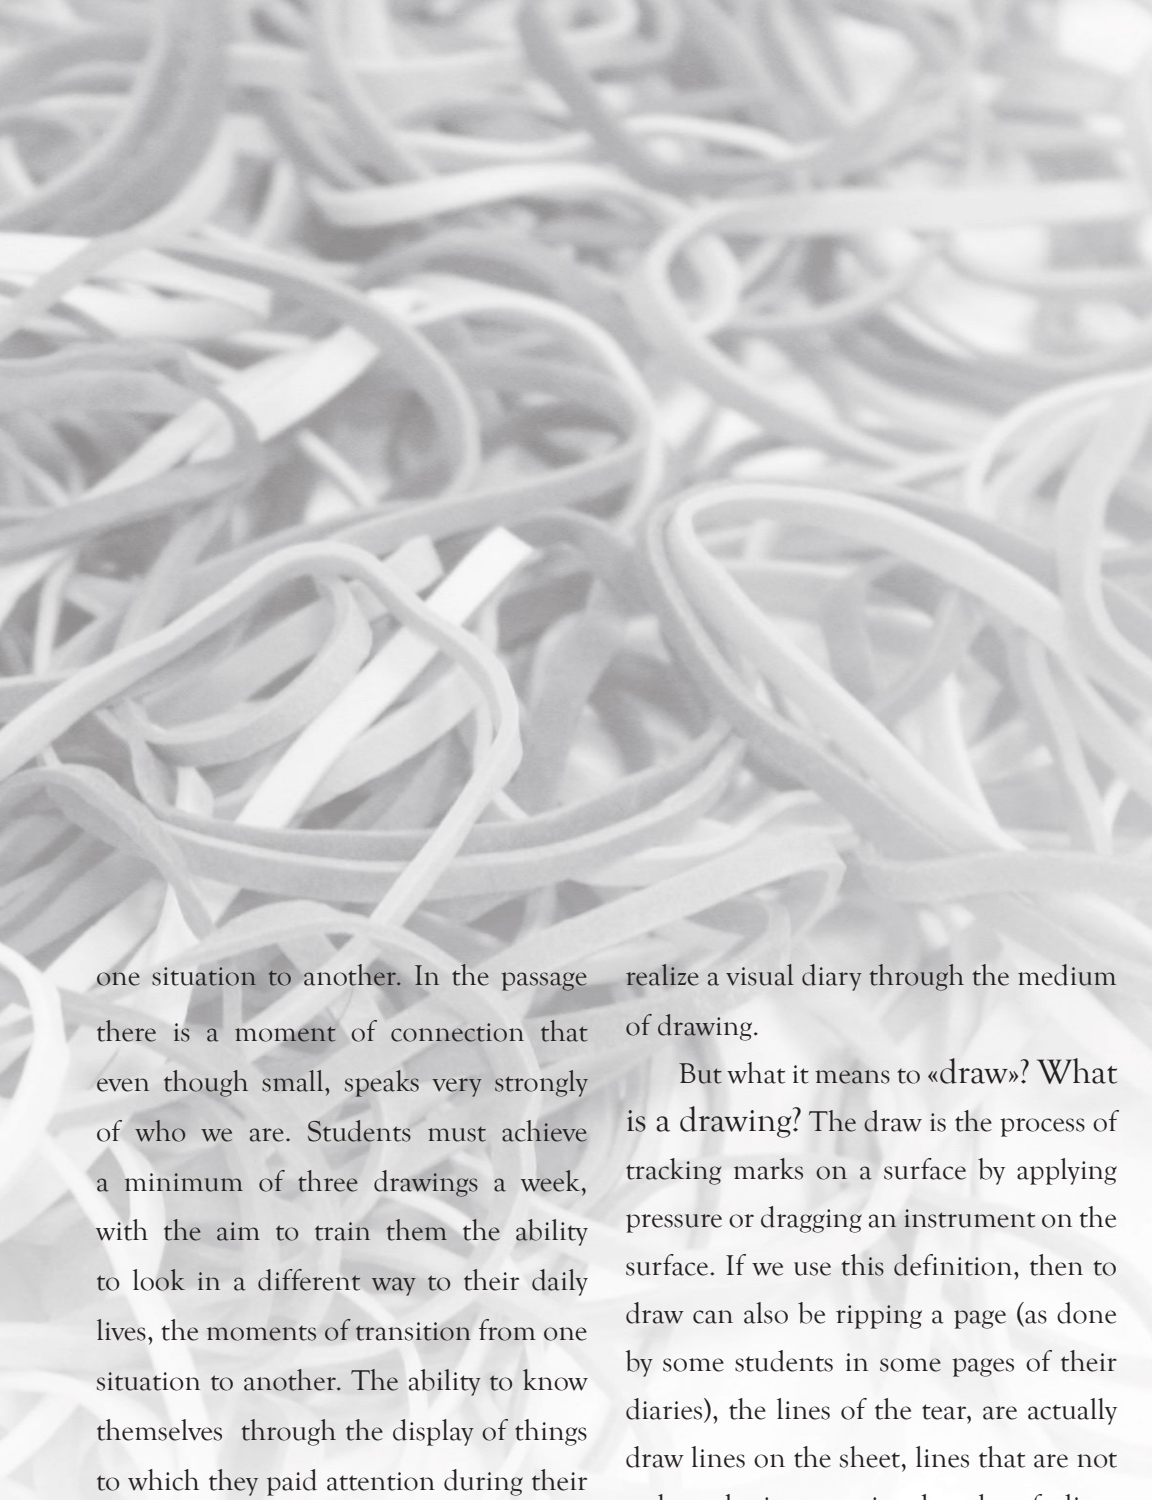 one situation to another. In the passage
there is a moment of connection that
even though small, speaks very strongly
of who we are. Students must achieve
a minimum of three drawings a week,
with the aim to train them the ability
to look in a different way to their daily
lives, the moments of transition from one
situation to another. The ability to know
themselves through the display of things
to which they paid attention during their
realize a visual diary through the medium
of drawing.
But what it means to «draw»? What
is a drawing? The draw is the process of
tracking marks on a surface by applying
pressure or dragging an instrument on the
surface. If we use this definition, then to
draw can also be ripping a page (as done
by some students in some pages of their
diaries), the lines of the tear, are actually
draw lines on the sheet, lines that are not